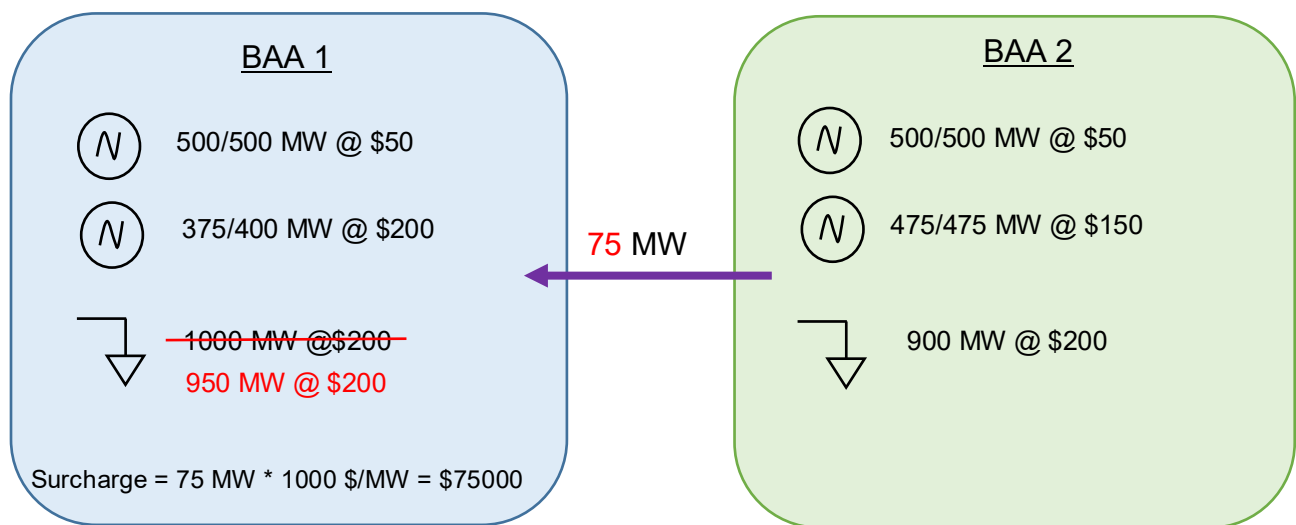 BAA 1
500/500 MW @ $50
375/400 MW @ $200
1000 MW @$200
950 MW @ $200
Surcharge = 75 MW * 1000 $/MW = $75000
75 MW
BAA 2
500/500 MW @ $50
475/475 MW @ $150
900 MW @ $200